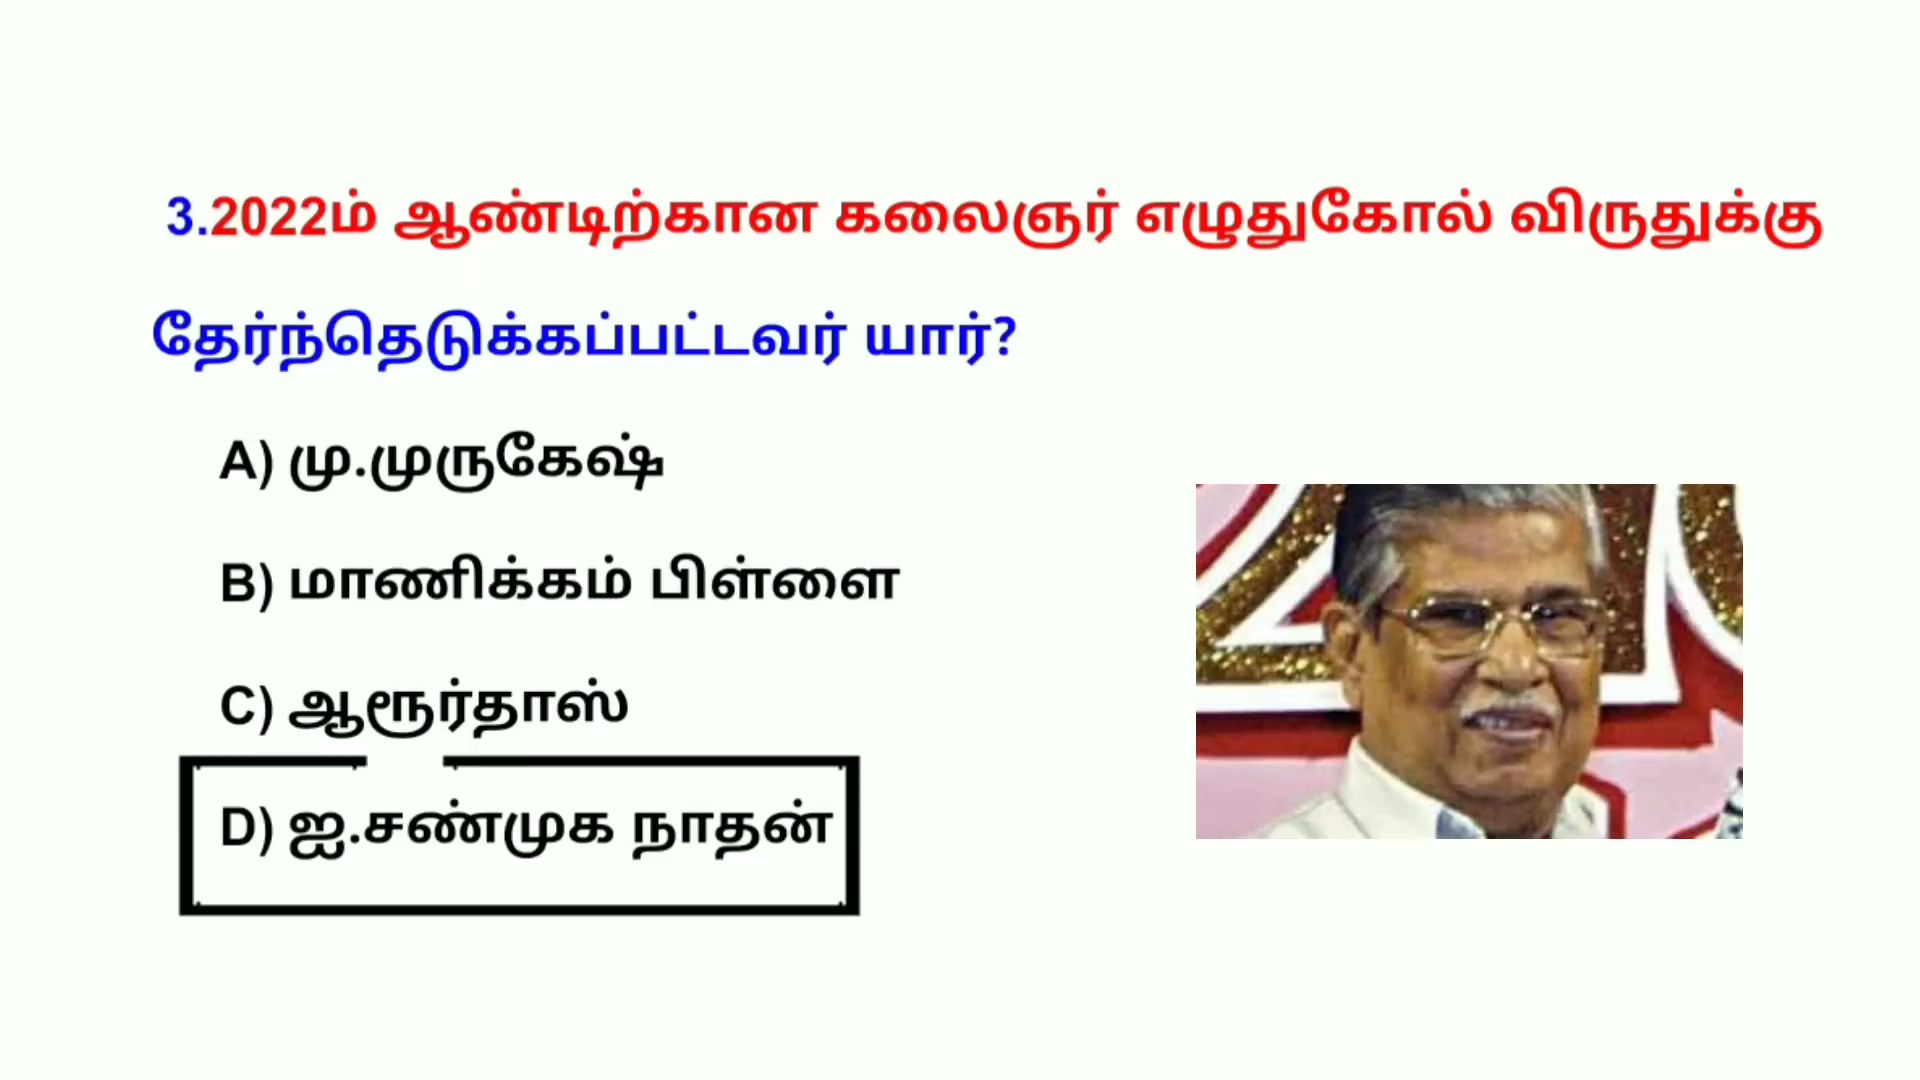 3.2022ம் ஆண்டிற்கான கலைஞர் எழுதுகோல் விருதுக்கு
தேர்ந்தெடுக்கப்பட்டவர் யார்?
A) மு.முருகேஷ்
B) மாணிக்கம் பிள்ளை
C) ஆரூர்தாஸ்
D) ஐ.சண்முக நாதன்